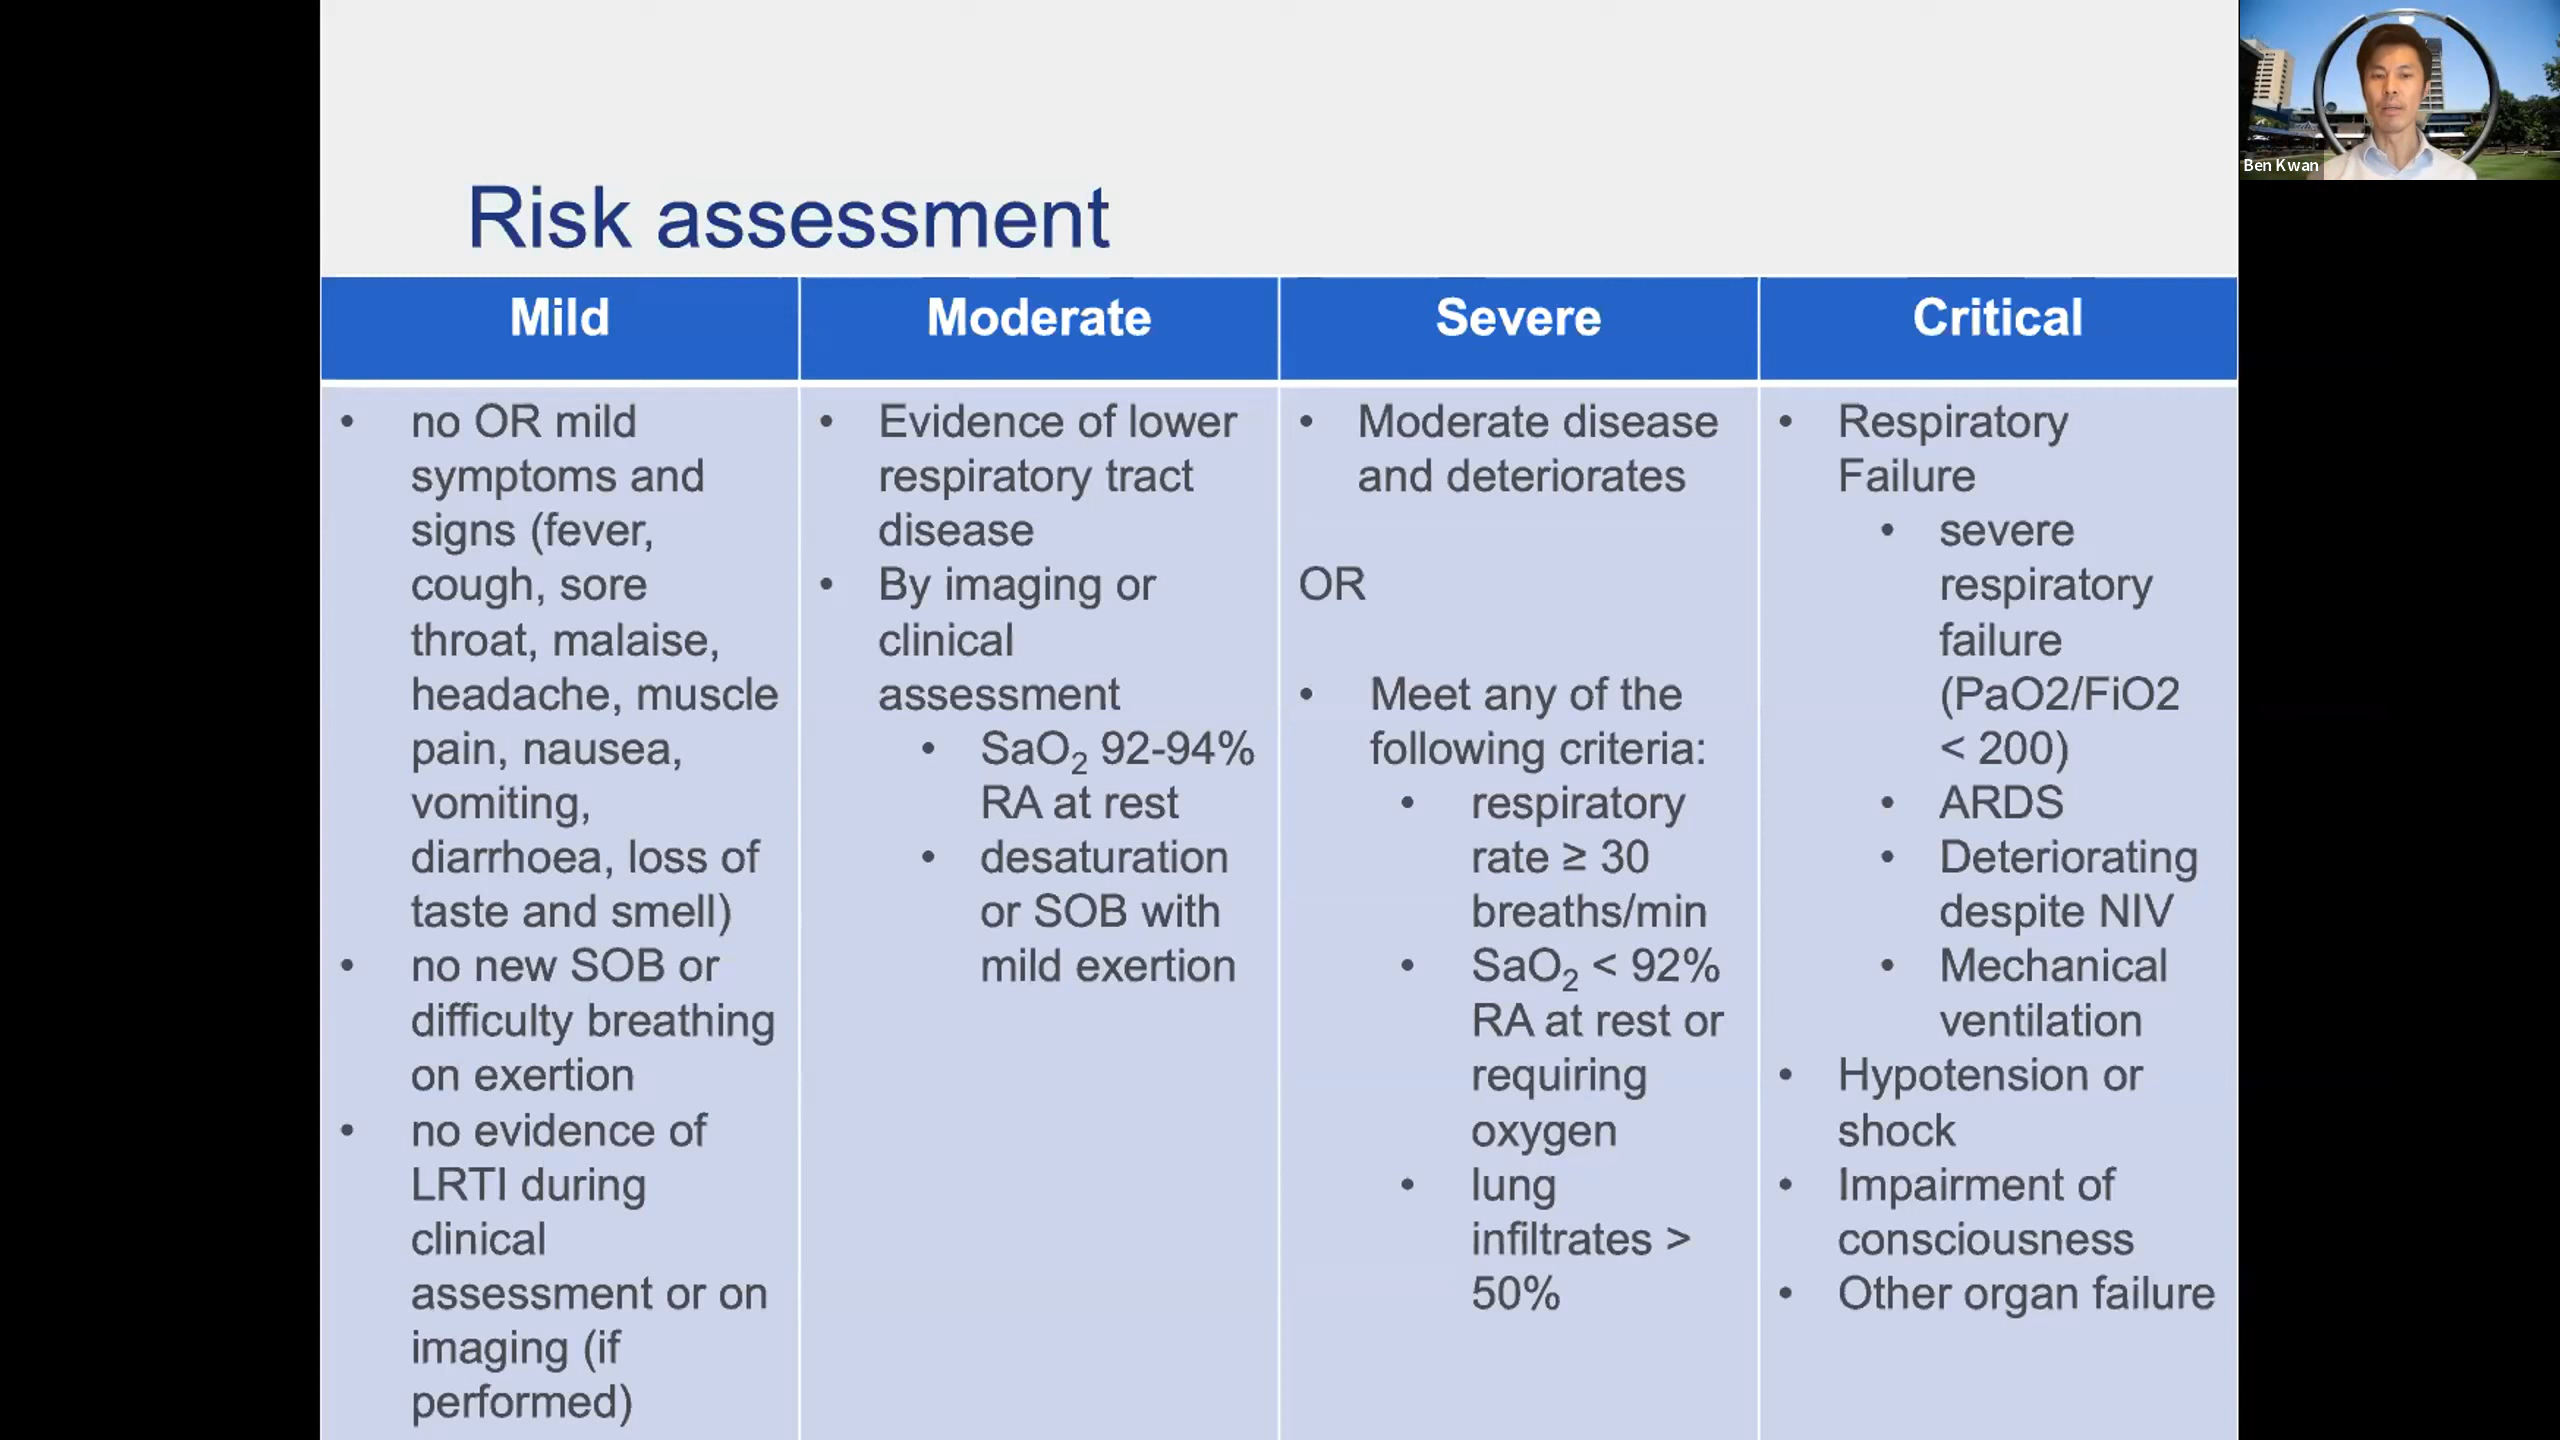 Ben Kwan
Risk assessment
Mild
• no OR mild
symptoms and
signs (fever,
cough, sore
throat, malaise,
headache, muscle
pain, nausea,
vomiting,
diarrhoea, loss of
taste and smell)
• no new SOB or
difficulty breathing
on exertion
• no evidence of
LRTI during
clinical
assessment or on
imaging (if
performed)
Moderate
• Evidence of lower
respiratory tract
disease
• By imaging or
clinical
assessment
• SaO₂ 92-94%
RA at rest
• desaturation
or SOB with
mild exertion
Severe
• Moderate disease
and deteriorates
OR
• Meet any of the
following criteria:
• respiratory
rate ≥ 30
breaths/min
• SaO₂ < 92%
RA at rest or
requiring
oxygen
• lung
infiltrates >
50%
Critical
• Respiratory
Failure
• severe
respiratory
failure
(PaO2/FiO2
< 200)
• ARDS
• Deteriorating
despite NIV
• Mechanical
ventilation
• Hypotension or
shock
• Impairment of
consciousness
• Other organ failure